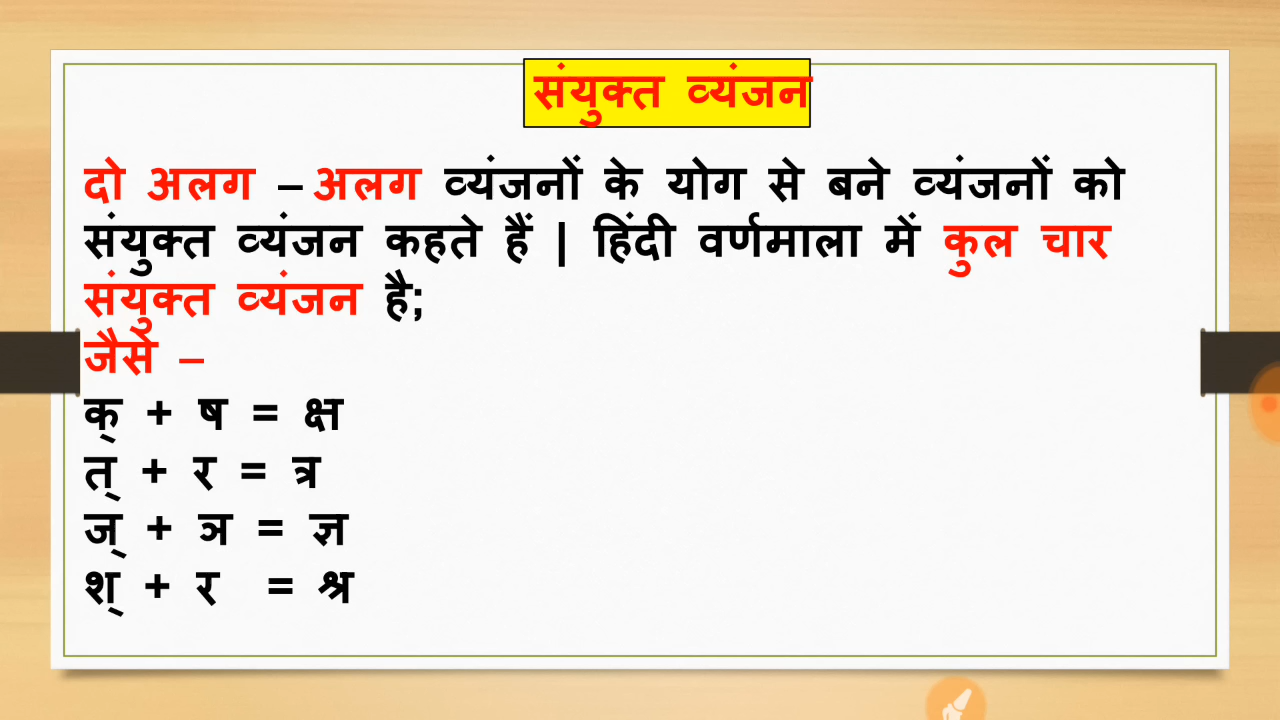 संयुक्त व्यंजन
दो अलग – अलग व्यंजनों के योग से बने व्यंजनों को
संयुक्त व्यंजन कहते हैं | हिंदी वर्णमाला में कुल चार
संयुक्त व्यंजन है;
जैसे –
क् + ष = क्ष
त् + र = त्र
ज् + ञ = ज्ञ
श् + र = श्र